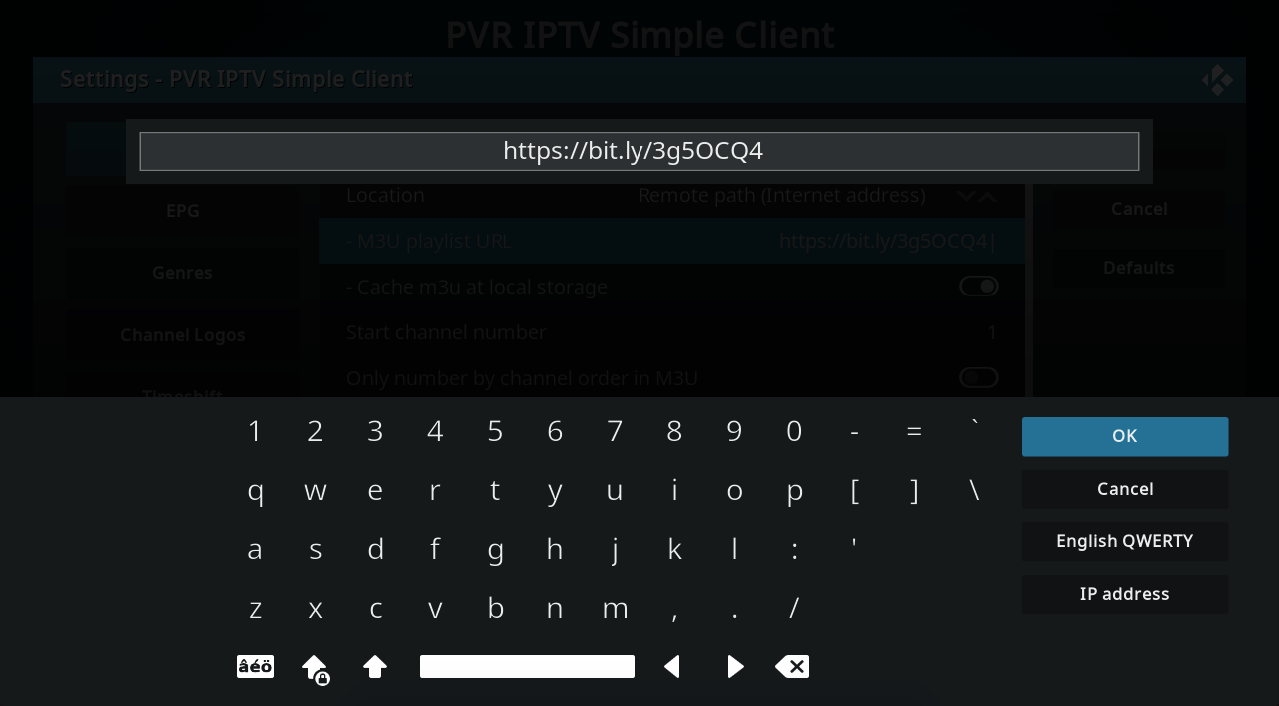 PVR IPTV Simple Client
Settings - PVR IPTV Simple Client
https://bit.ly/3g5OCQ4
Location Remote path (Internet address)
EPG
Cancel
- M3U playlist URL https://bit.ly/3g5OCQ4|
Genres
Defaults
- Cache m3u at local storage
Channel Logos
Start channel number 1
Only number by channel order in M3U
Timeshift
1 2 3 4 5 6 7 8 9 0 - = `
OK
q w e r t y u i o p [ ] \
Cancel
a s d f g h j k l : '
English QWERTY
z x c v b n m , . /
IP address
âéö